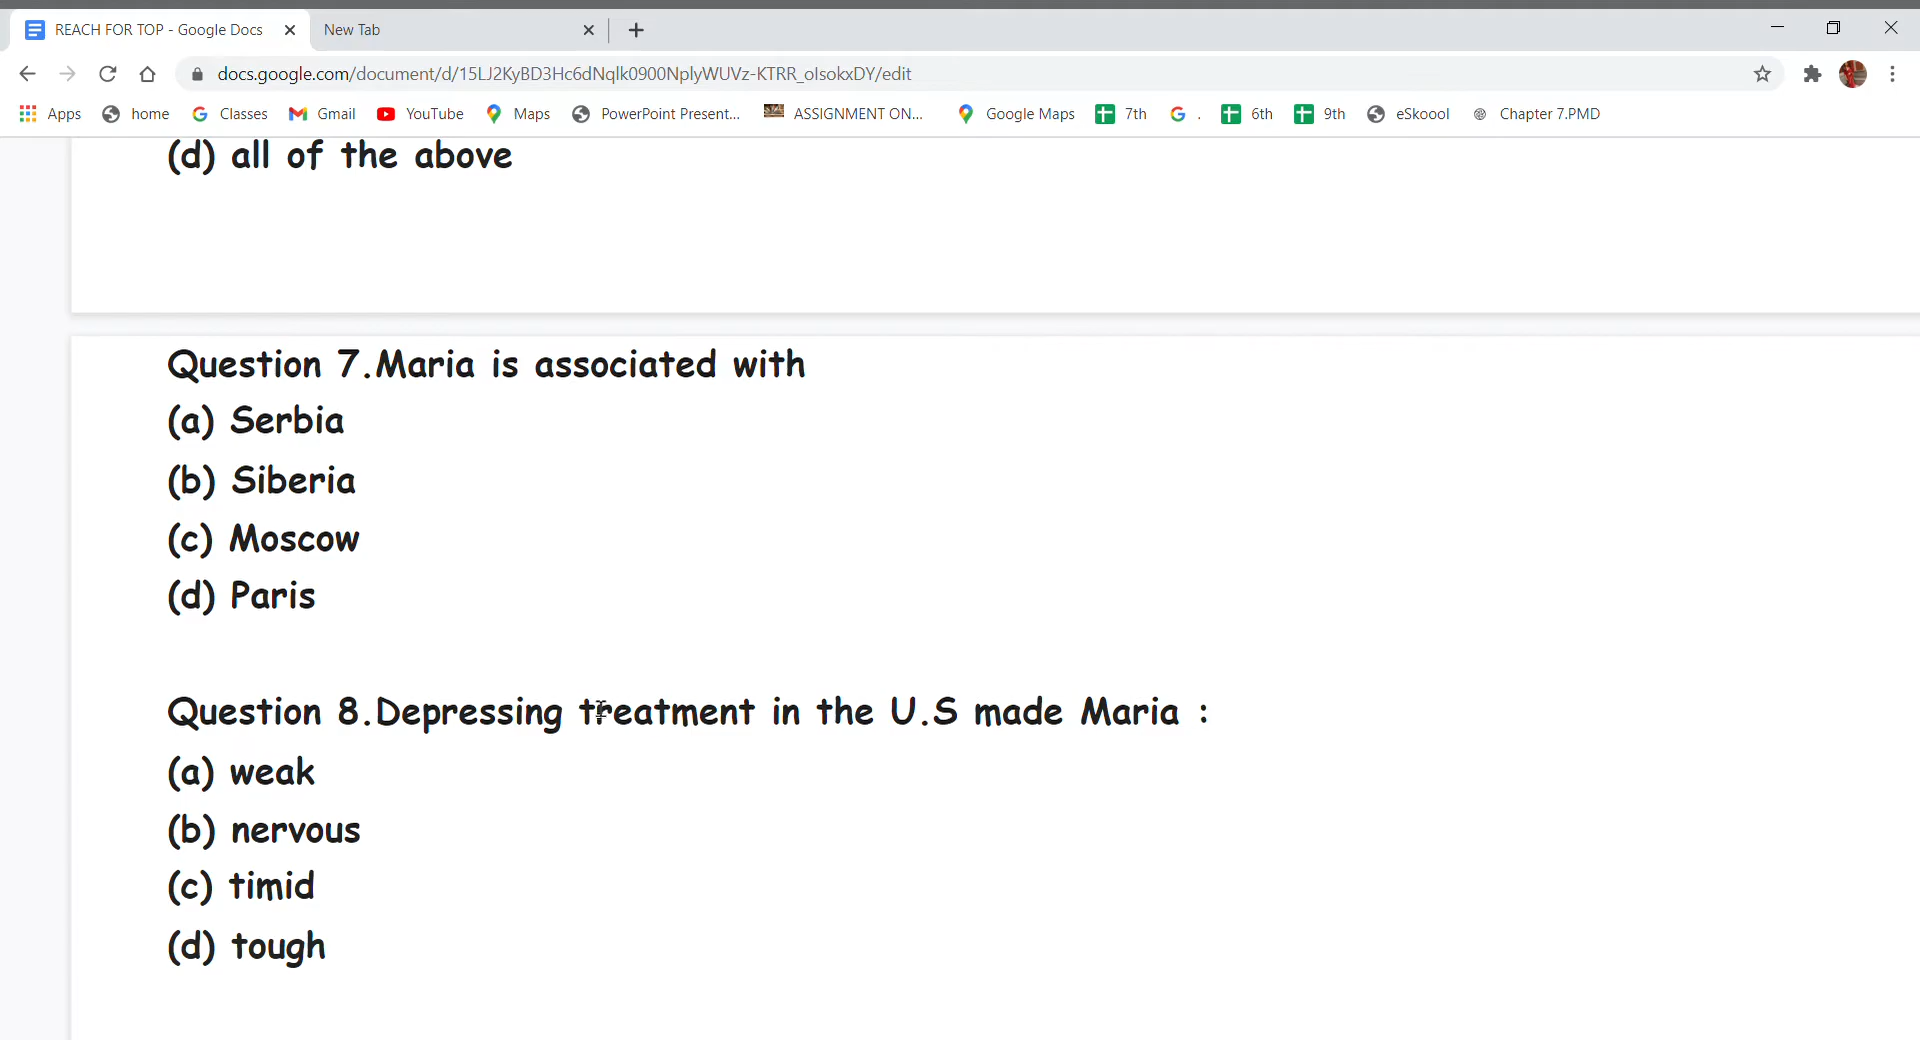 REACH FOR TOP - Google Docs
New Tab
docs.google.com/document/d/15LJ2KyBD3Hc6dNqlk0900NplyWUVz-KTRR_olsokxDY/edit
Apps home Classes Gmail YouTube Maps PowerPoint Present... ASSIGNMENT ON... Google Maps 7th . 6th 9th eSkoool Chapter 7.PMD
(d) all of the above
Question 7.Maria is associated with
(a) Serbia
(b) Siberia
(c) Moscow
(d) Paris
Question 8.Depressing treatment in the U.S made Maria :
(a) weak
(b) nervous
(c) timid
(d) tough